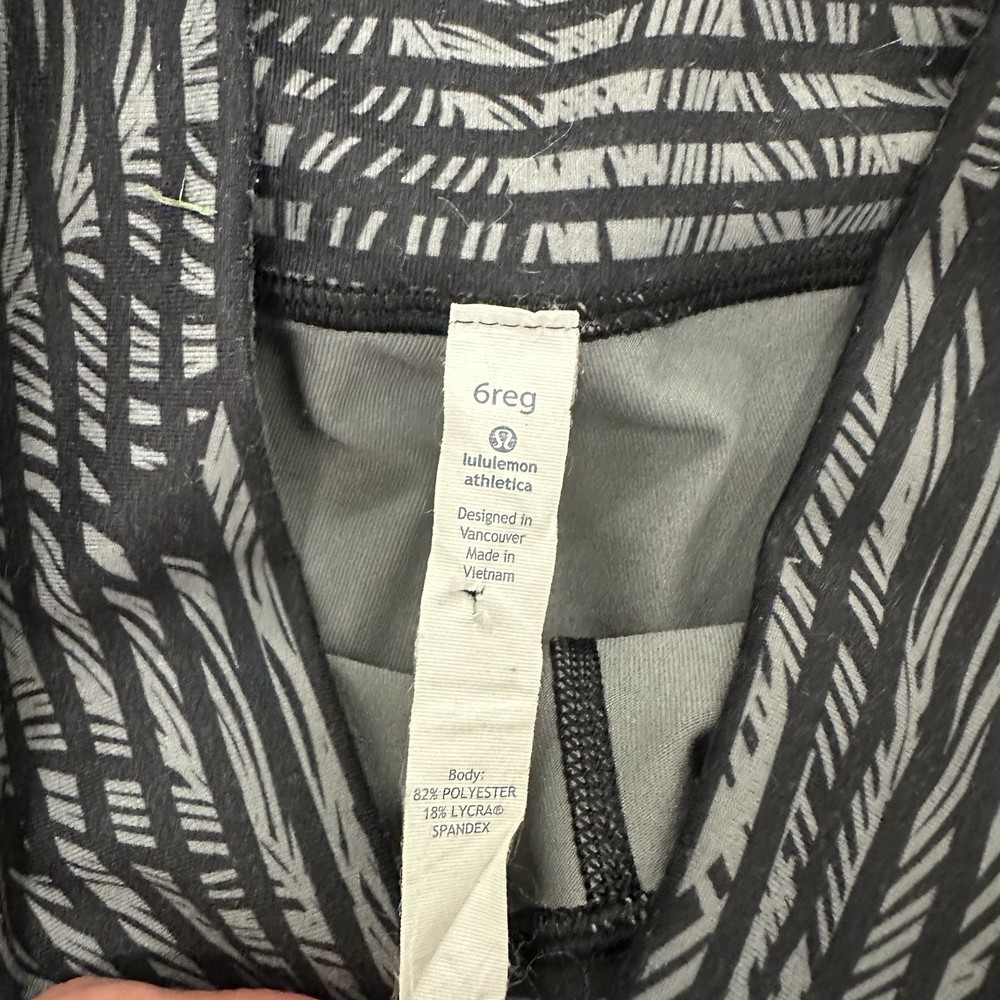 6reg
lululemon
athletica
Designed in
Vancouver
Made in
Vietnam
Body:
82% POLYESTER
18% LYCRA®
SPANDEX